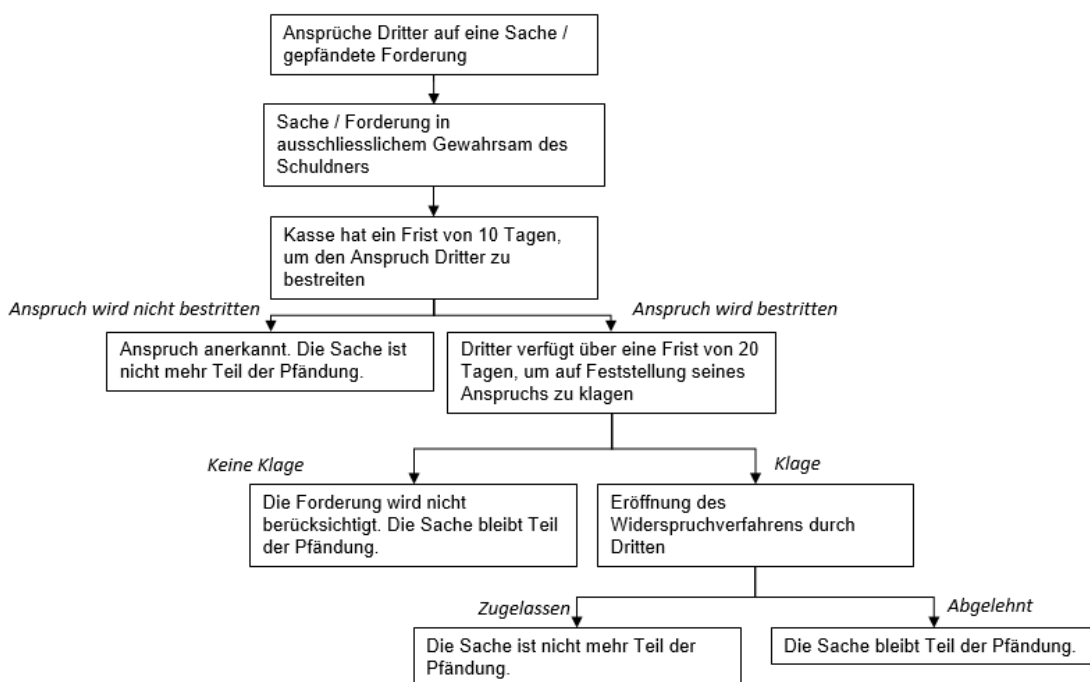 Ansprüche Dritter auf eine Sache /
gepfändete Forderung
Sache / Forderung in
ausschliesslichem Gewahrsam des
Schuldners
Kasse hat ein Frist von 10 Tagen,
um den Anspruch Dritter zu
bestreiten
Anspruch wird nicht bestritten
Anspruch wird bestritten
Anspruch anerkannt. Die Sache ist
nicht mehr Teil der Pfändung.
Dritter verfügt über eine Frist von 20
Tagen, um auf Feststellung seines
Anspruchs zu klagen
Keine Klage
Klage
Die Forderung wird nicht
berücksichtigt. Die Sache bleibt Teil
der Pfändung.
Eröffnung des
Widerspruchverfahrens durch
Dritten
Zugelassen
Abgelehnt
Die Sache ist nicht mehr Teil der
Pfändung.
Die Sache bleibt Teil der Pfändung.